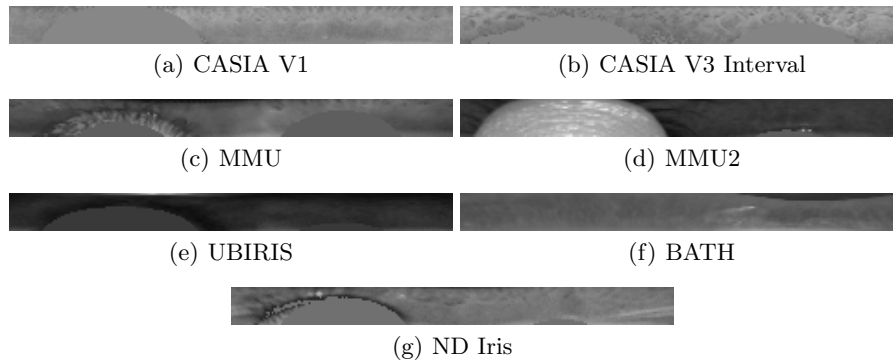 (a) CASIA V1
(b) CASIA V3 Interval
(c) MMU
(d) MMU2
(e) UBIRIS
(f) BATH
(g) ND Iris